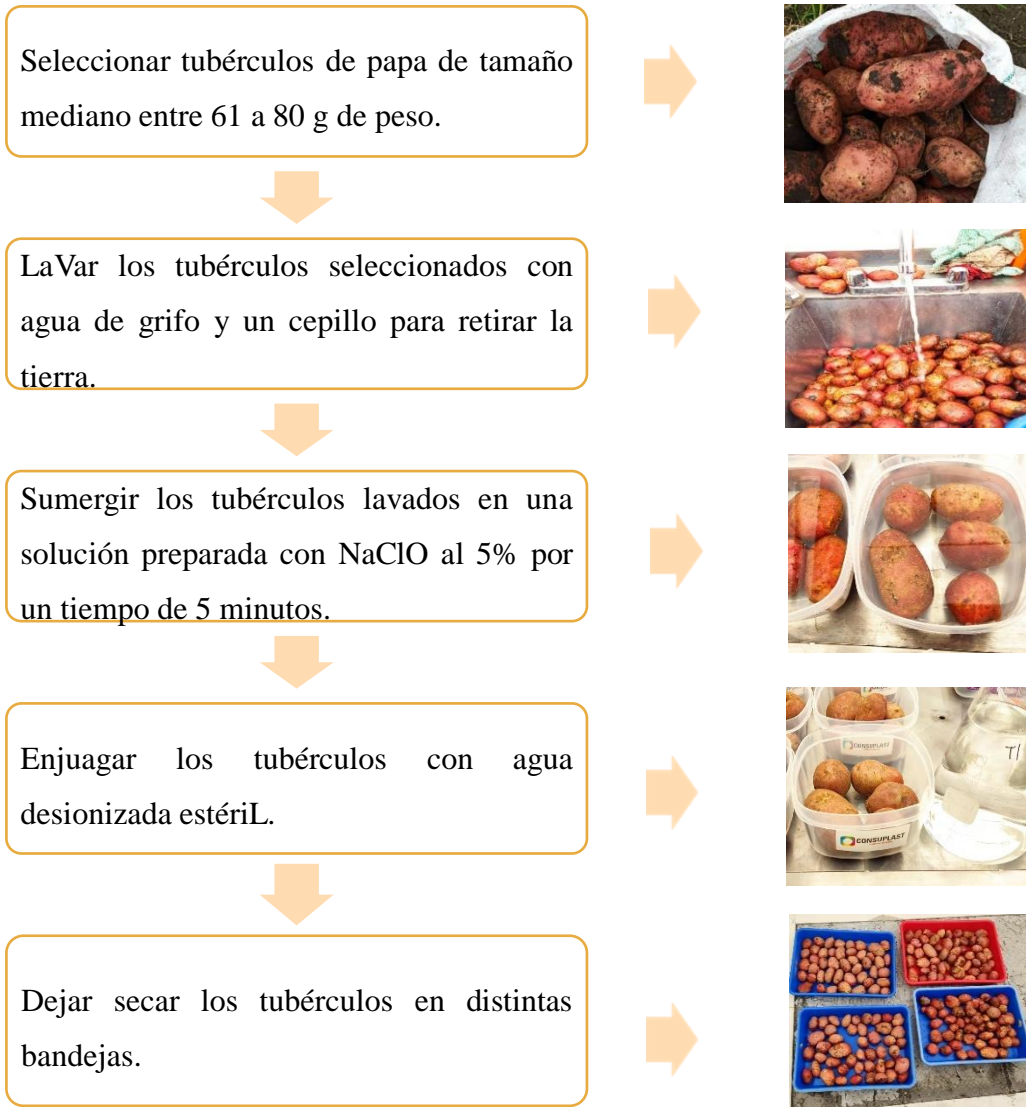 Seleccionar tubérculos de papa de tamaño
mediano entre 61 a 80 g de peso.
LaVar los tubérculos seleccionados con
agua de grifo y un cepillo para retirar la
tierra.
Sumergir los tubérculos lavados en una
solución preparada con NaClO al 5% por
un tiempo de 5 minutos.
Enjuagar los tubérculos con agua
desionizada estériL.
CONSUPLAST
T/
CONSUPLAST
Dejar secar los tubérculos en distintas
bandejas.